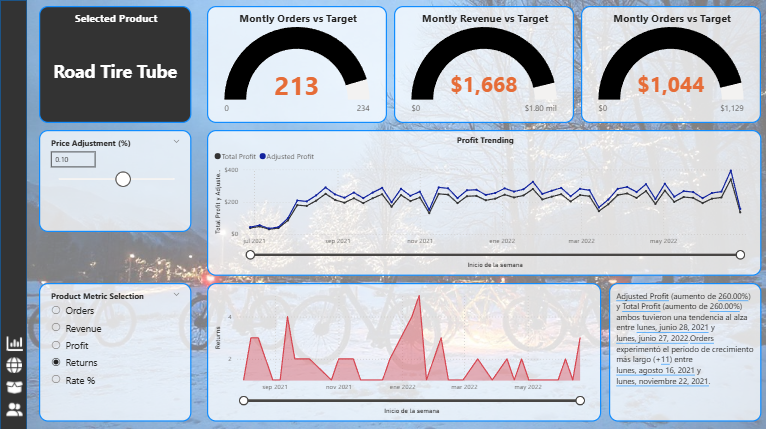 Selected Product
Road Tire Tube
Montly Orders vs Target
213
0
234
Montly Revenue vs Target
$1,668
$0
$1.80 mil
Montly Orders vs Target
$1,044
$0
$1,129
Price Adjustment (%)
0.10
Profit Trending
Total Profit
Adjusted Profit
Total Profit y Adjuste...
$400
$200
$0
jul 2021
sep 2021
nov 2021
ene 2022
mar 2022
may 2022
Inicio de la semana
Product Metric Selection
Orders
Revenue
Profit
Returns
Rate %
Returns
4
2
sep 2021
nov 2021
ene 2022
mar 2022
may 2022
Inicio de la semana
Adjusted Profit (aumento de 260.00%)
y Total Profit (aumento de 260.00%)
ambos tuvieron una tendencia al alza
entre lunes, junio 28, 2021 y
lunes, junio 27, 2022.Orders
experimentó el periodo de crecimiento
más largo (+11) entre
lunes, agosto 16, 2021 y
lunes, noviembre 22, 2021.